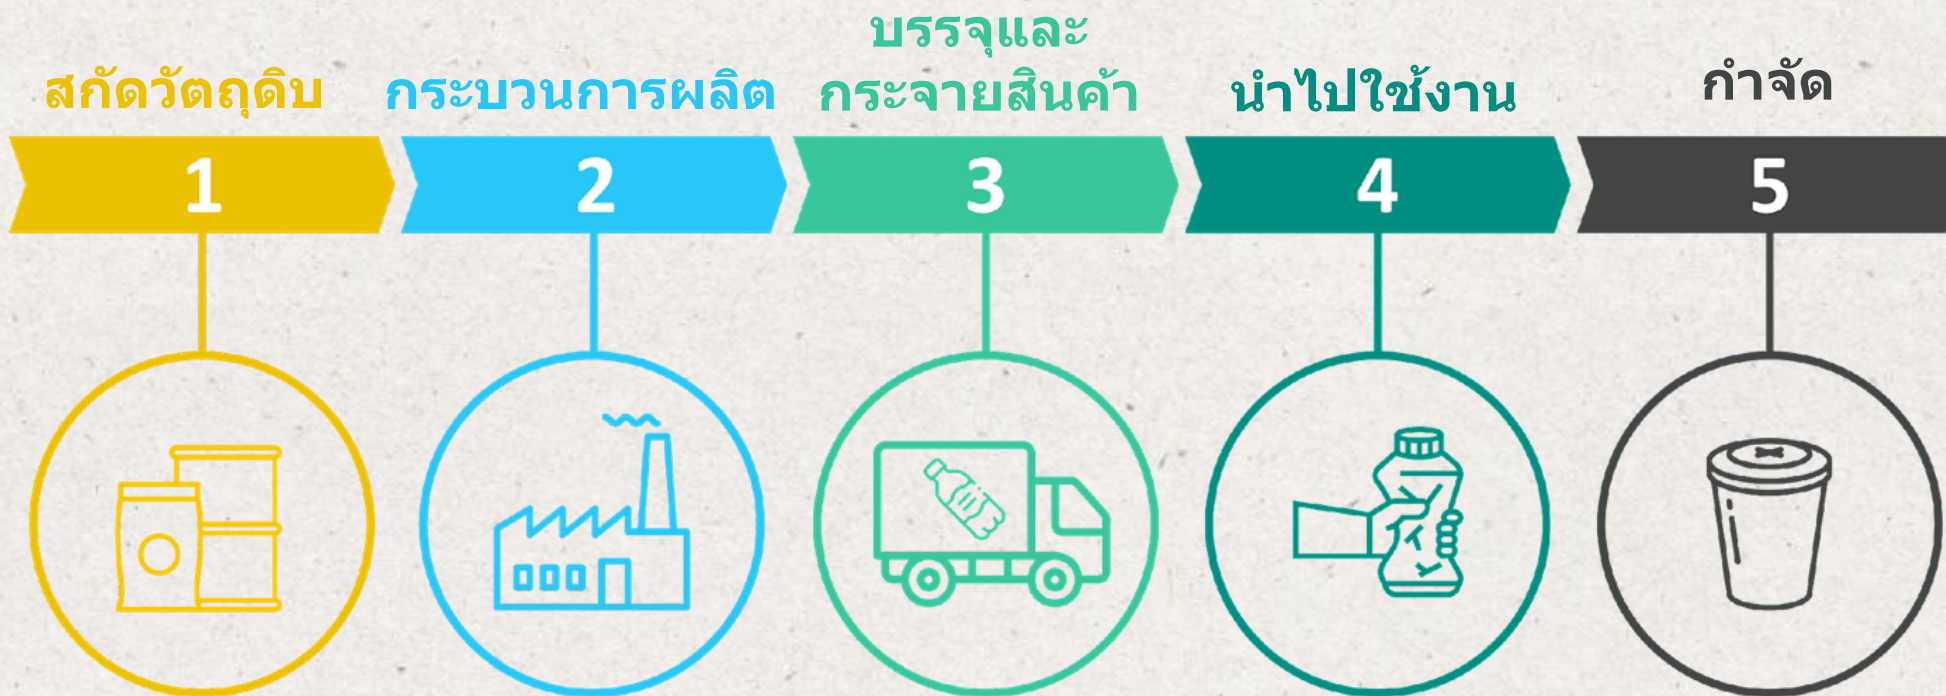 สกัดวัตถุดิบ
กระบวนการผลิต
บรรจุและ
กระจายสินค้า
นำไปใช้งาน
กำจัด
1
2
3
4
5